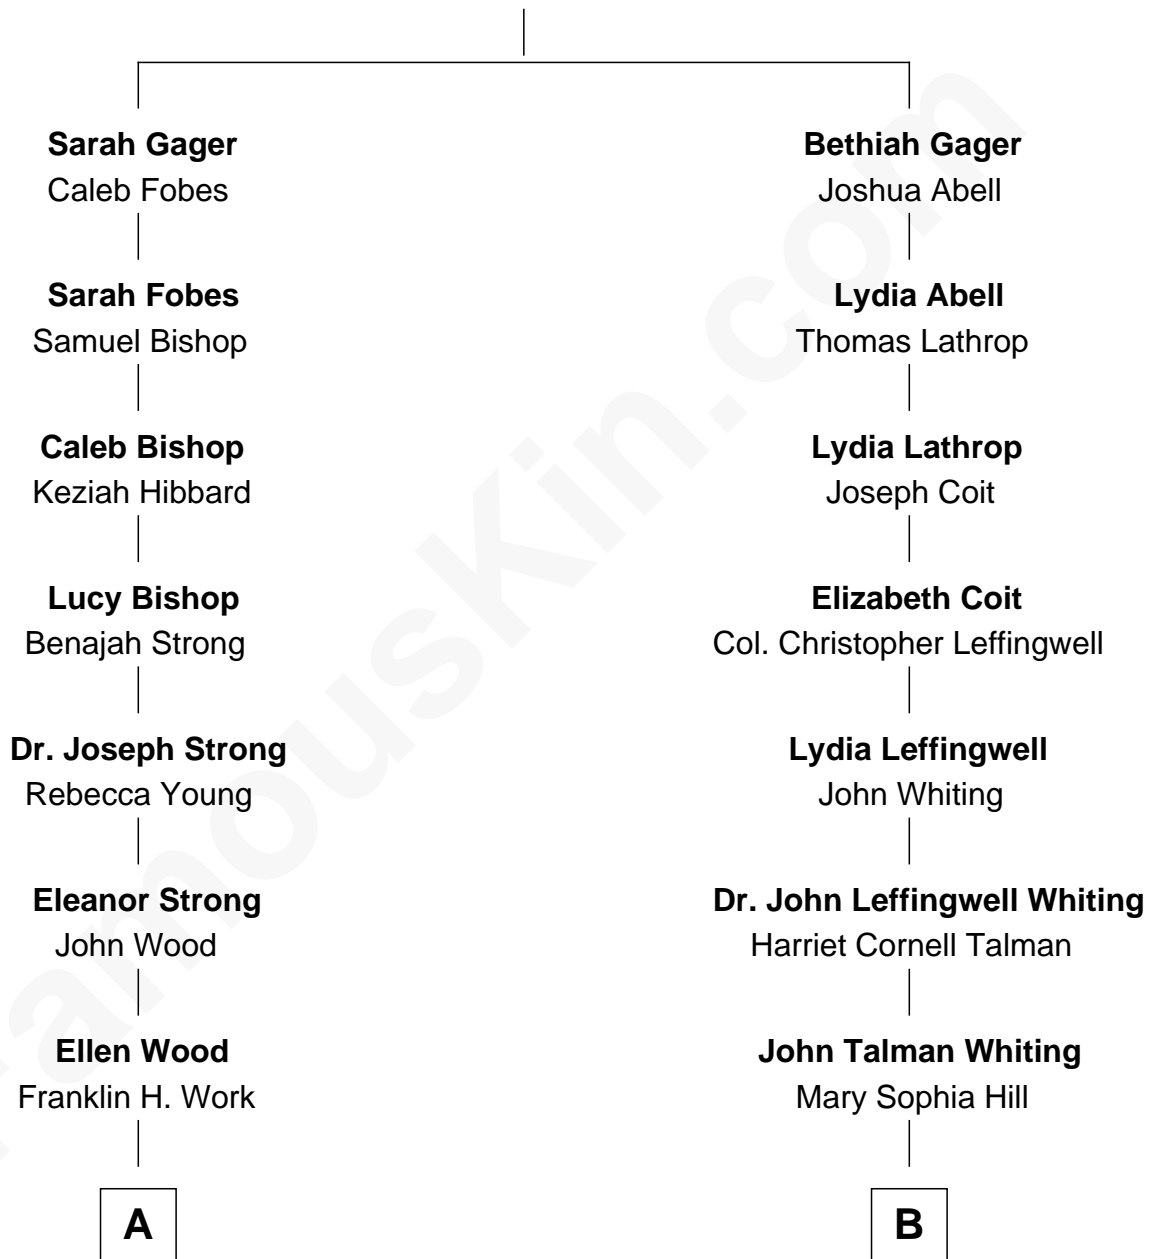 Sarah Gager
Caleb Fobes
Sarah Fobes
Samuel Bishop
Caleb Bishop
Keziah Hibbard
Lucy Bishop
Benajah Strong
Dr. Joseph Strong
Rebecca Young
Eleanor Strong
John Wood
Ellen Wood
Franklin H. Work
A
Bethiah Gager
Joshua Abell
Lydia Abell
Thomas Lathrop
Lydia Lathrop
Joseph Coit
Elizabeth Coit
Col. Christopher Leffingwell
Lydia Leffingwell
John Whiting
Dr. John Leffingwell Whiting
Harriet Cornell Talman
John Talman Whiting
Mary Sophia Hill
B
FamousKin.com